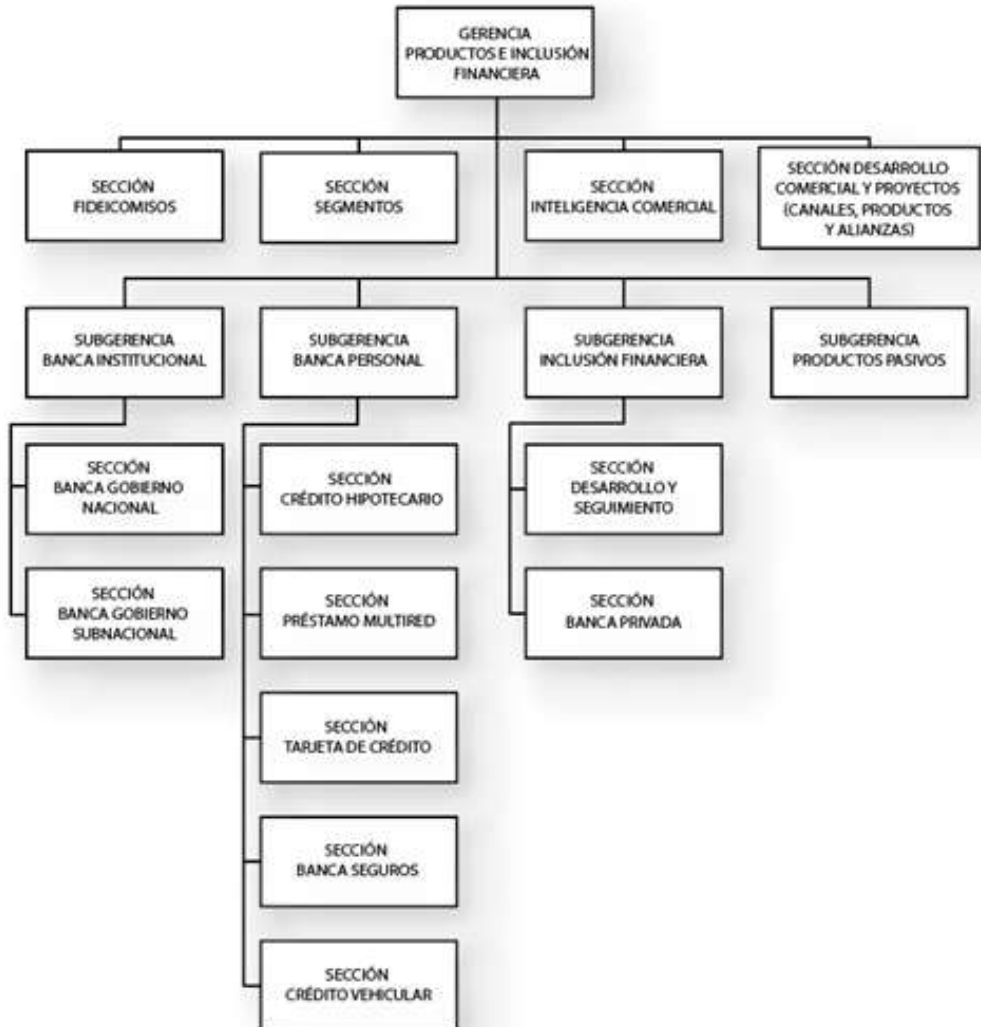 GERENCIA
PRODUCTOS E INCLUSIÓN
FINANCIERA
SECCIÓN
FIDEICOMISOS
SECCIÓN
SEGMENTOS
SECCIÓN
INTELIGENCIA COMERCIAL
SECCIÓN DESARROLLO
COMERCIAL Y PROYECTOS
(CANALES, PRODUCTOS
Y ALIANZAS)
SUBGERENCIA
BANCA INSTITUCIONAL
SUBGERENCIA
BANCA PERSONAL
SUBGERENCIA
INCLUSIÓN FINANCIERA
SUBGERENCIA
PRODUCTOS PASIVOS
SECCIÓN
BANCA GOBIERNO
NACIONAL
SECCIÓN
BANCA GOBIERNO
SUBNACIONAL
SECCIÓN
CRÉDITO HIPOTECARIO
SECCIÓN
PRÉSTAMO MULTIRED
SECCIÓN
TARJETA DE CRÉDITO
SECCIÓN
BANCA SEGUROS
SECCIÓN
CRÉDITO VEHICULAR
SECCIÓN
DESARROLLO Y
SEGUIMIENTO
SECCIÓN
BANCA PRIVADA